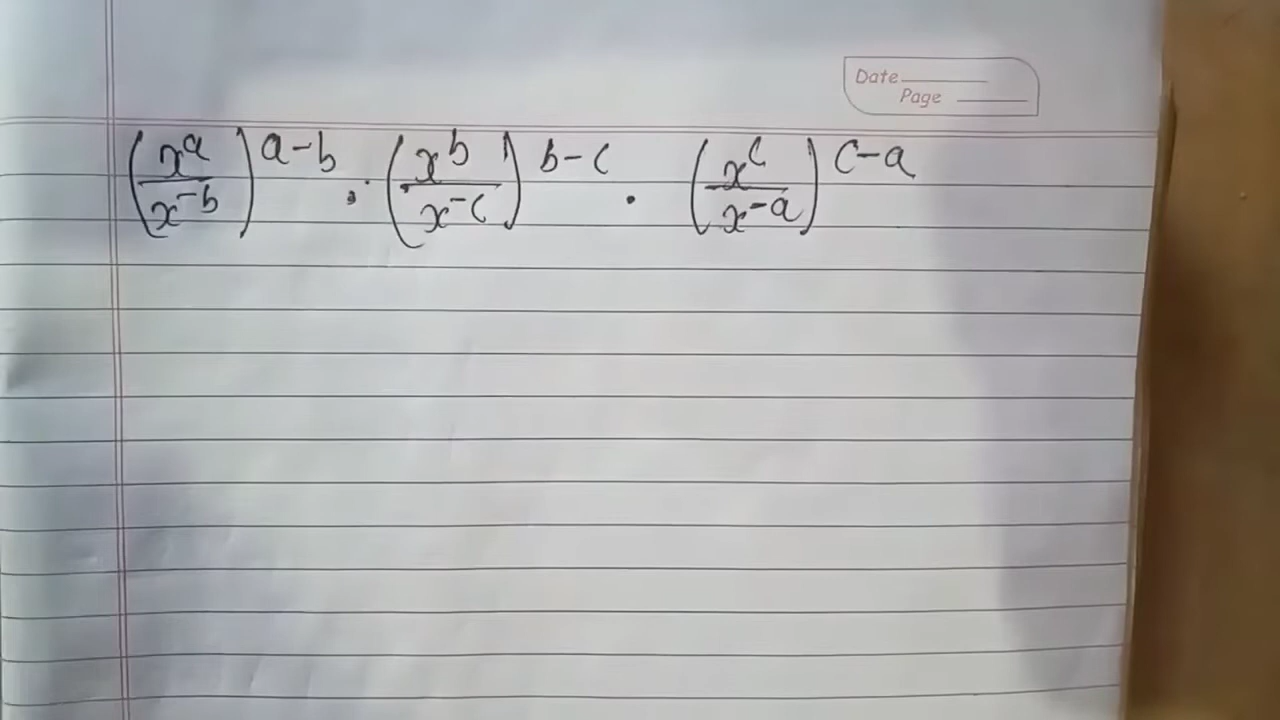 Date
Page
(x^a/x^-b)^a-b . (x^b/x^-c)^b-c . (x^c/x^-a)^c-a